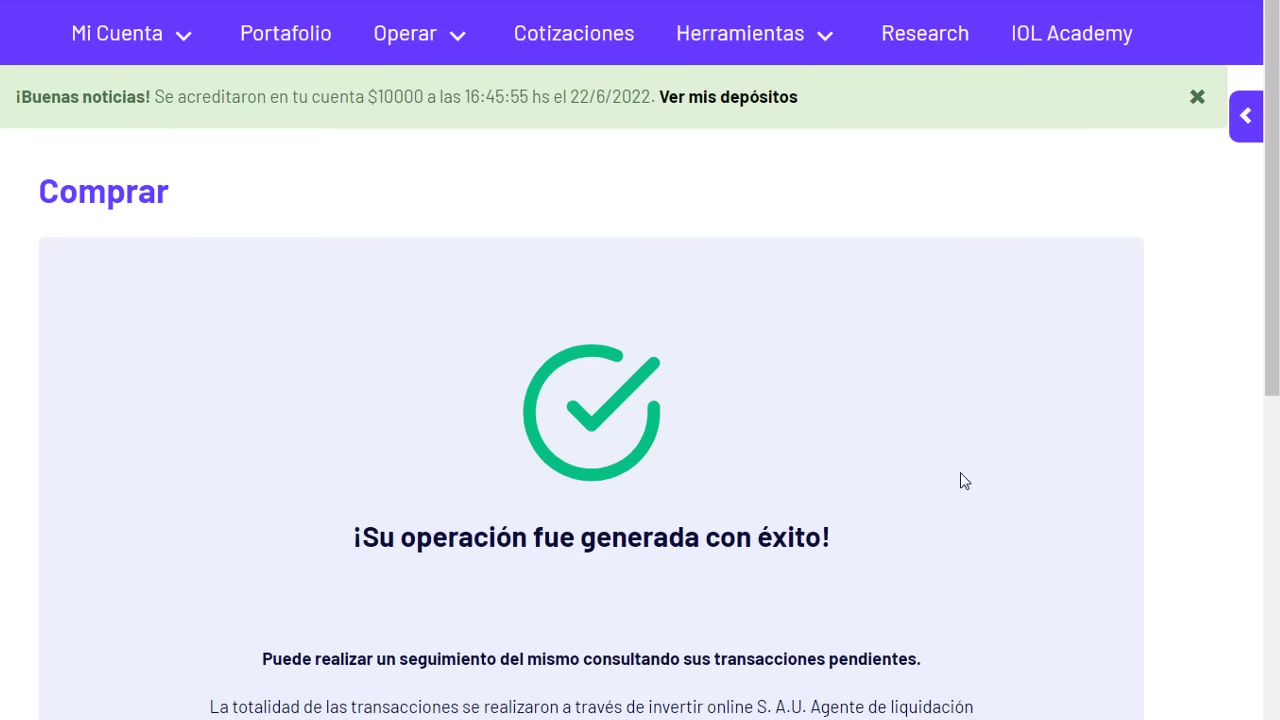 Mi Cuenta Portafolio Operar Cotizaciones Herramientas Research IOL Academy
¡Buenas noticias! Se acreditaron en tu cuenta $10000 a las 16:45:55 hs el 22/6/2022. Ver mis depósitos
Comprar
¡Su operación fue generada con éxito!
Puede realizar un seguimiento del mismo consultando sus transacciones pendientes.
La totalidad de las transacciones se realizaron a través de invertir online S. A.U. Agente de liquidación